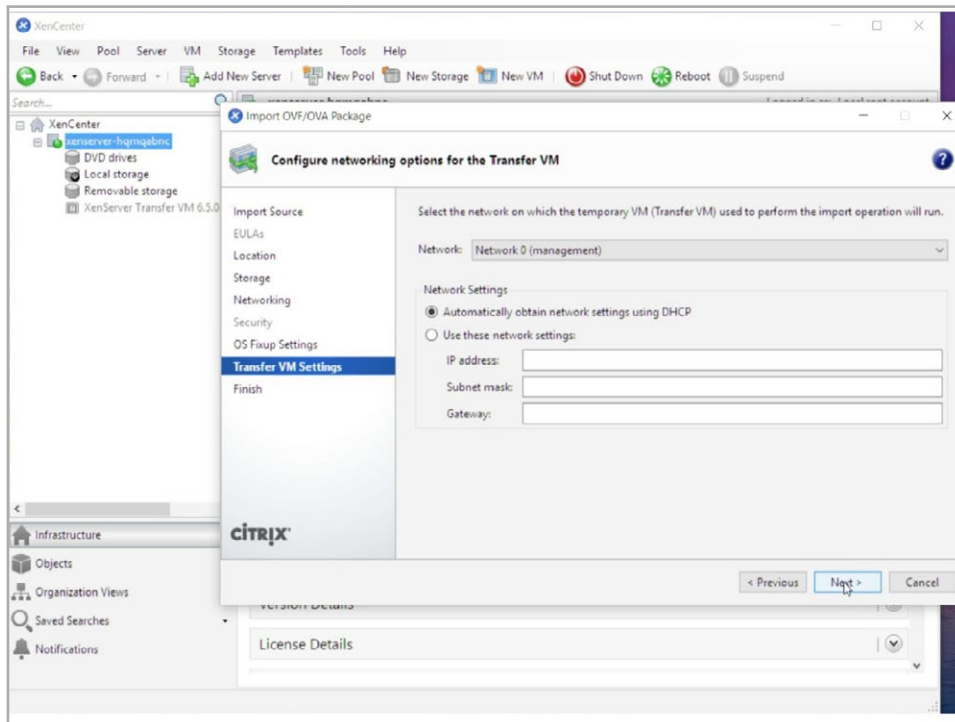 XenCenter
File View Pool Server VM Storage Templates Tools Help
Back Forward Add New Server New Pool New Storage New VM Shut Down Reboot Suspend
Search...
XenCenter
xenserver-hqmqabnc
DVD drives
Local storage
Removable storage
XenServer Transfer VM 6.5.0
Import OVF/OVA Package
Configure networking options for the Transfer VM
Import Source
EULAs
Location
Storage
Networking
Security
OS Fixup Settings
Transfer VM Settings
Finish
CITRIX
Select the network on which the temporary VM (Transfer VM) used to perform the import operation will run.
Network: Network 0 (management)
Network Settings
Automatically obtain network settings using DHCP
Use these network settings:
IP address:
Subnet mask:
Gateway:
< Previous Next > Cancel
Infrastructure
Objects
Organization Views
Saved Searches
Notifications
Version Details
License Details